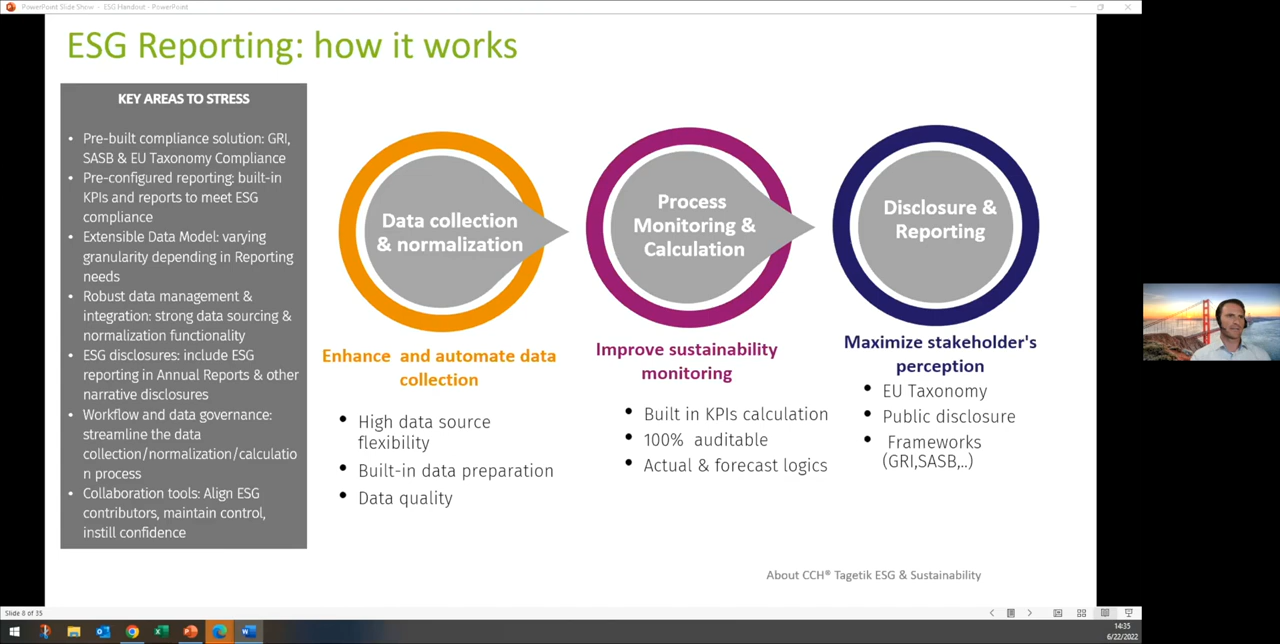 PowerPoint Slide Show - ESG Handout - PowerPoint
ESG Reporting: how it works
KEY AREAS TO STRESS
• Pre-built compliance solution: GRI,
SASB & EU Taxonomy Compliance
• Pre-configured reporting: built-in
KPIs and reports to meet ESG
compliance
• Extensible Data Model: varying
granularity depending in Reporting
needs
• Robust data management &
integration: strong data sourcing &
normalization functionality
• ESG disclosures: include ESG
reporting in Annual Reports & other
narrative disclosures
• Workflow and data governance:
streamline the data
collection/normalization/calculatio
n process
• Collaboration tools: Align ESG
contributors, maintain control,
instill confidence
Data collection
& normalization
Enhance and automate data
collection
• High data source
flexibility
• Built-in data preparation
• Data quality
Process
Monitoring &
Calculation
Improve sustainability
monitoring
• Built in KPIs calculation
• 100% auditable
• Actual & forecast logics
Disclosure &
Reporting
Maximize stakeholder's
perception
• EU Taxonomy
• Public disclosure
• Frameworks
(GRI,SASB,..)
About CCH® Tagetik ESG & Sustainability
Slide 8 of 35
14:35
6/22/2022